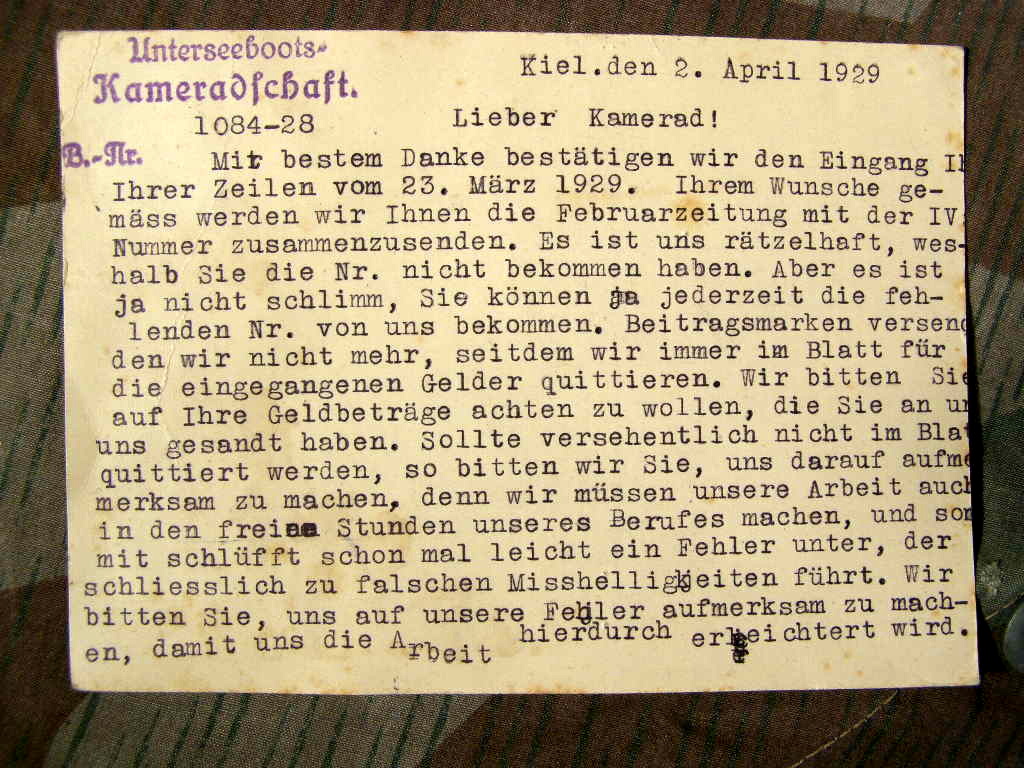 Unterseeboots-
Kameradschaft.
Kiel.den 2. April 1929
1084-28
Lieber Kamerad!
B.-Nr.
Mit bestem Danke bestätigen wir den Eingang I
Ihrer Zeilen vom 23. März 1929. Ihrem Wunsche ge-
mäss werden wir Ihnen die Februarzeitung mit der IV
Nummer zusammenzusenden. Es ist uns rätzelhaft, wes-
halb Sie die Nr. nicht bekommen haben. Aber es ist
ja nicht schlimm, Sie können ja jederzeit die feh-
lenden Nr. von uns bekommen. Beitragsmarken versen
den wir nicht mehr, seitdem wir immer im Blatt für
die eingegangenen Gelder quittieren. Wir bitten Sie
auf Ihre Geldbeträge achten zu wollen, die Sie an un
uns gesandt haben. Sollte versehentlich nicht im Blat
quittiert werden, so bitten wir Sie, uns darauf aufme
merksam zu machen, denn wir müssen unsere Arbeit auch
in den freien Stunden unseres Berufes machen, und som
mit schlüfft schon mal leicht ein Fehler unter, der
schliesslich zu falschen Misshelligkeiten führt. Wir
bitten Sie, uns auf unsere Fehler aufmerksam zu mach-
en, damit uns die Arbeit hierdurch erleichtert wird.